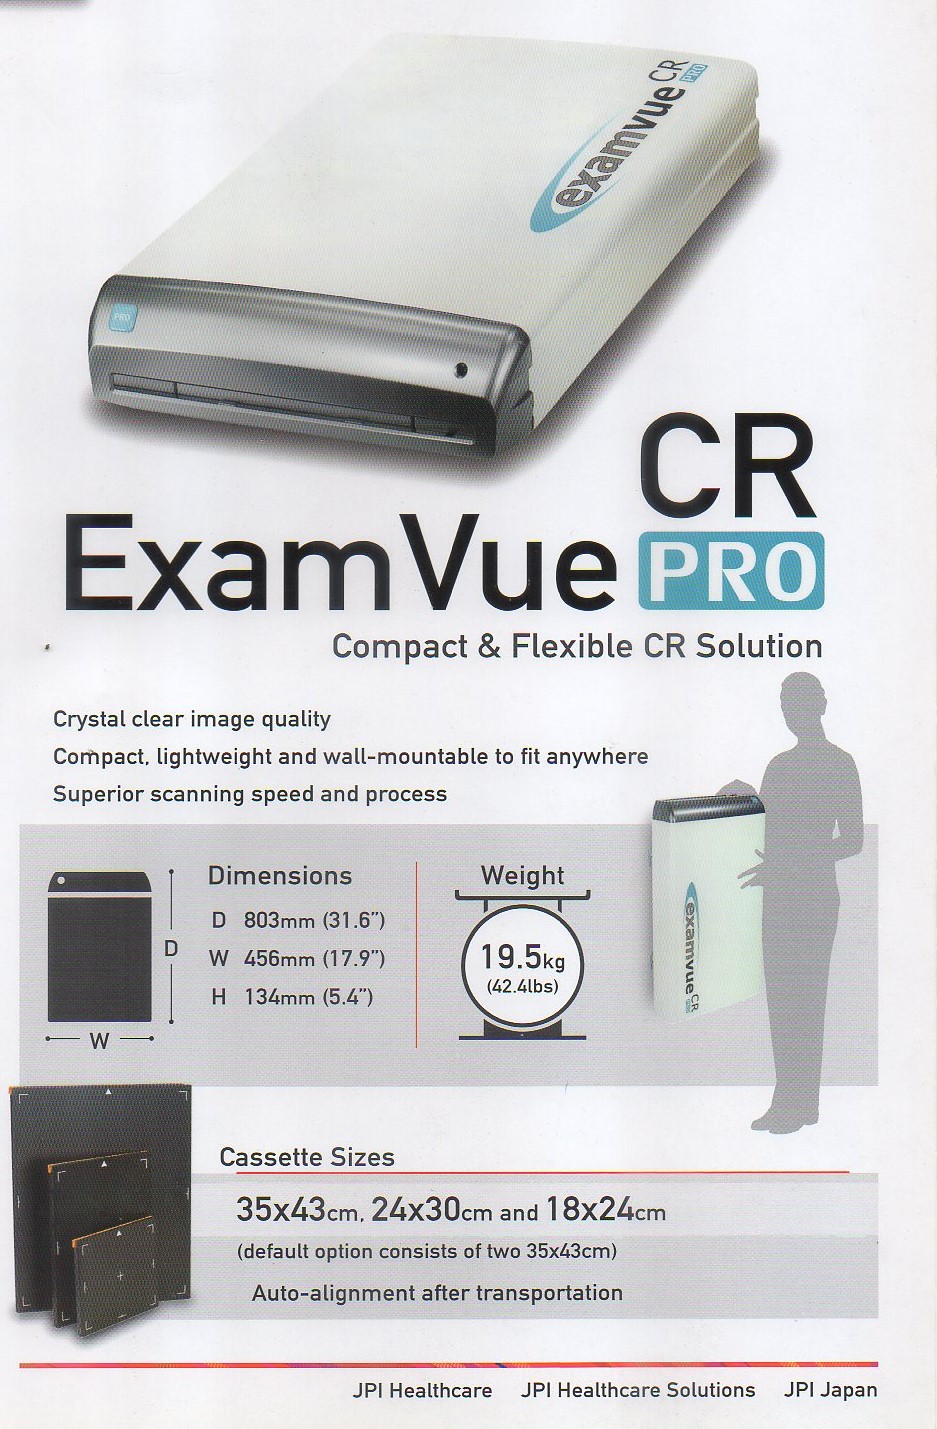 examvue CR
PRO
PRO
CR
ExamVue PRO
Compact & Flexible CR Solution
Crystal clear image quality
Compact, lightweight and wall-mountable to fit anywhere
Superior scanning speed and process
Dimensions
D 803mm (31.6”)
W 456mm (17.9”)
H 134mm (5.4”)
D
W
Weight
19.5kg
(42.4lbs)
examvue CR
Cassette Sizes
35x43cm, 24x30cm and 18x24cm
(default option consists of two 35x43cm)
Auto-alignment after transportation
JPI Healthcare JPI Healthcare Solutions JPI Japan